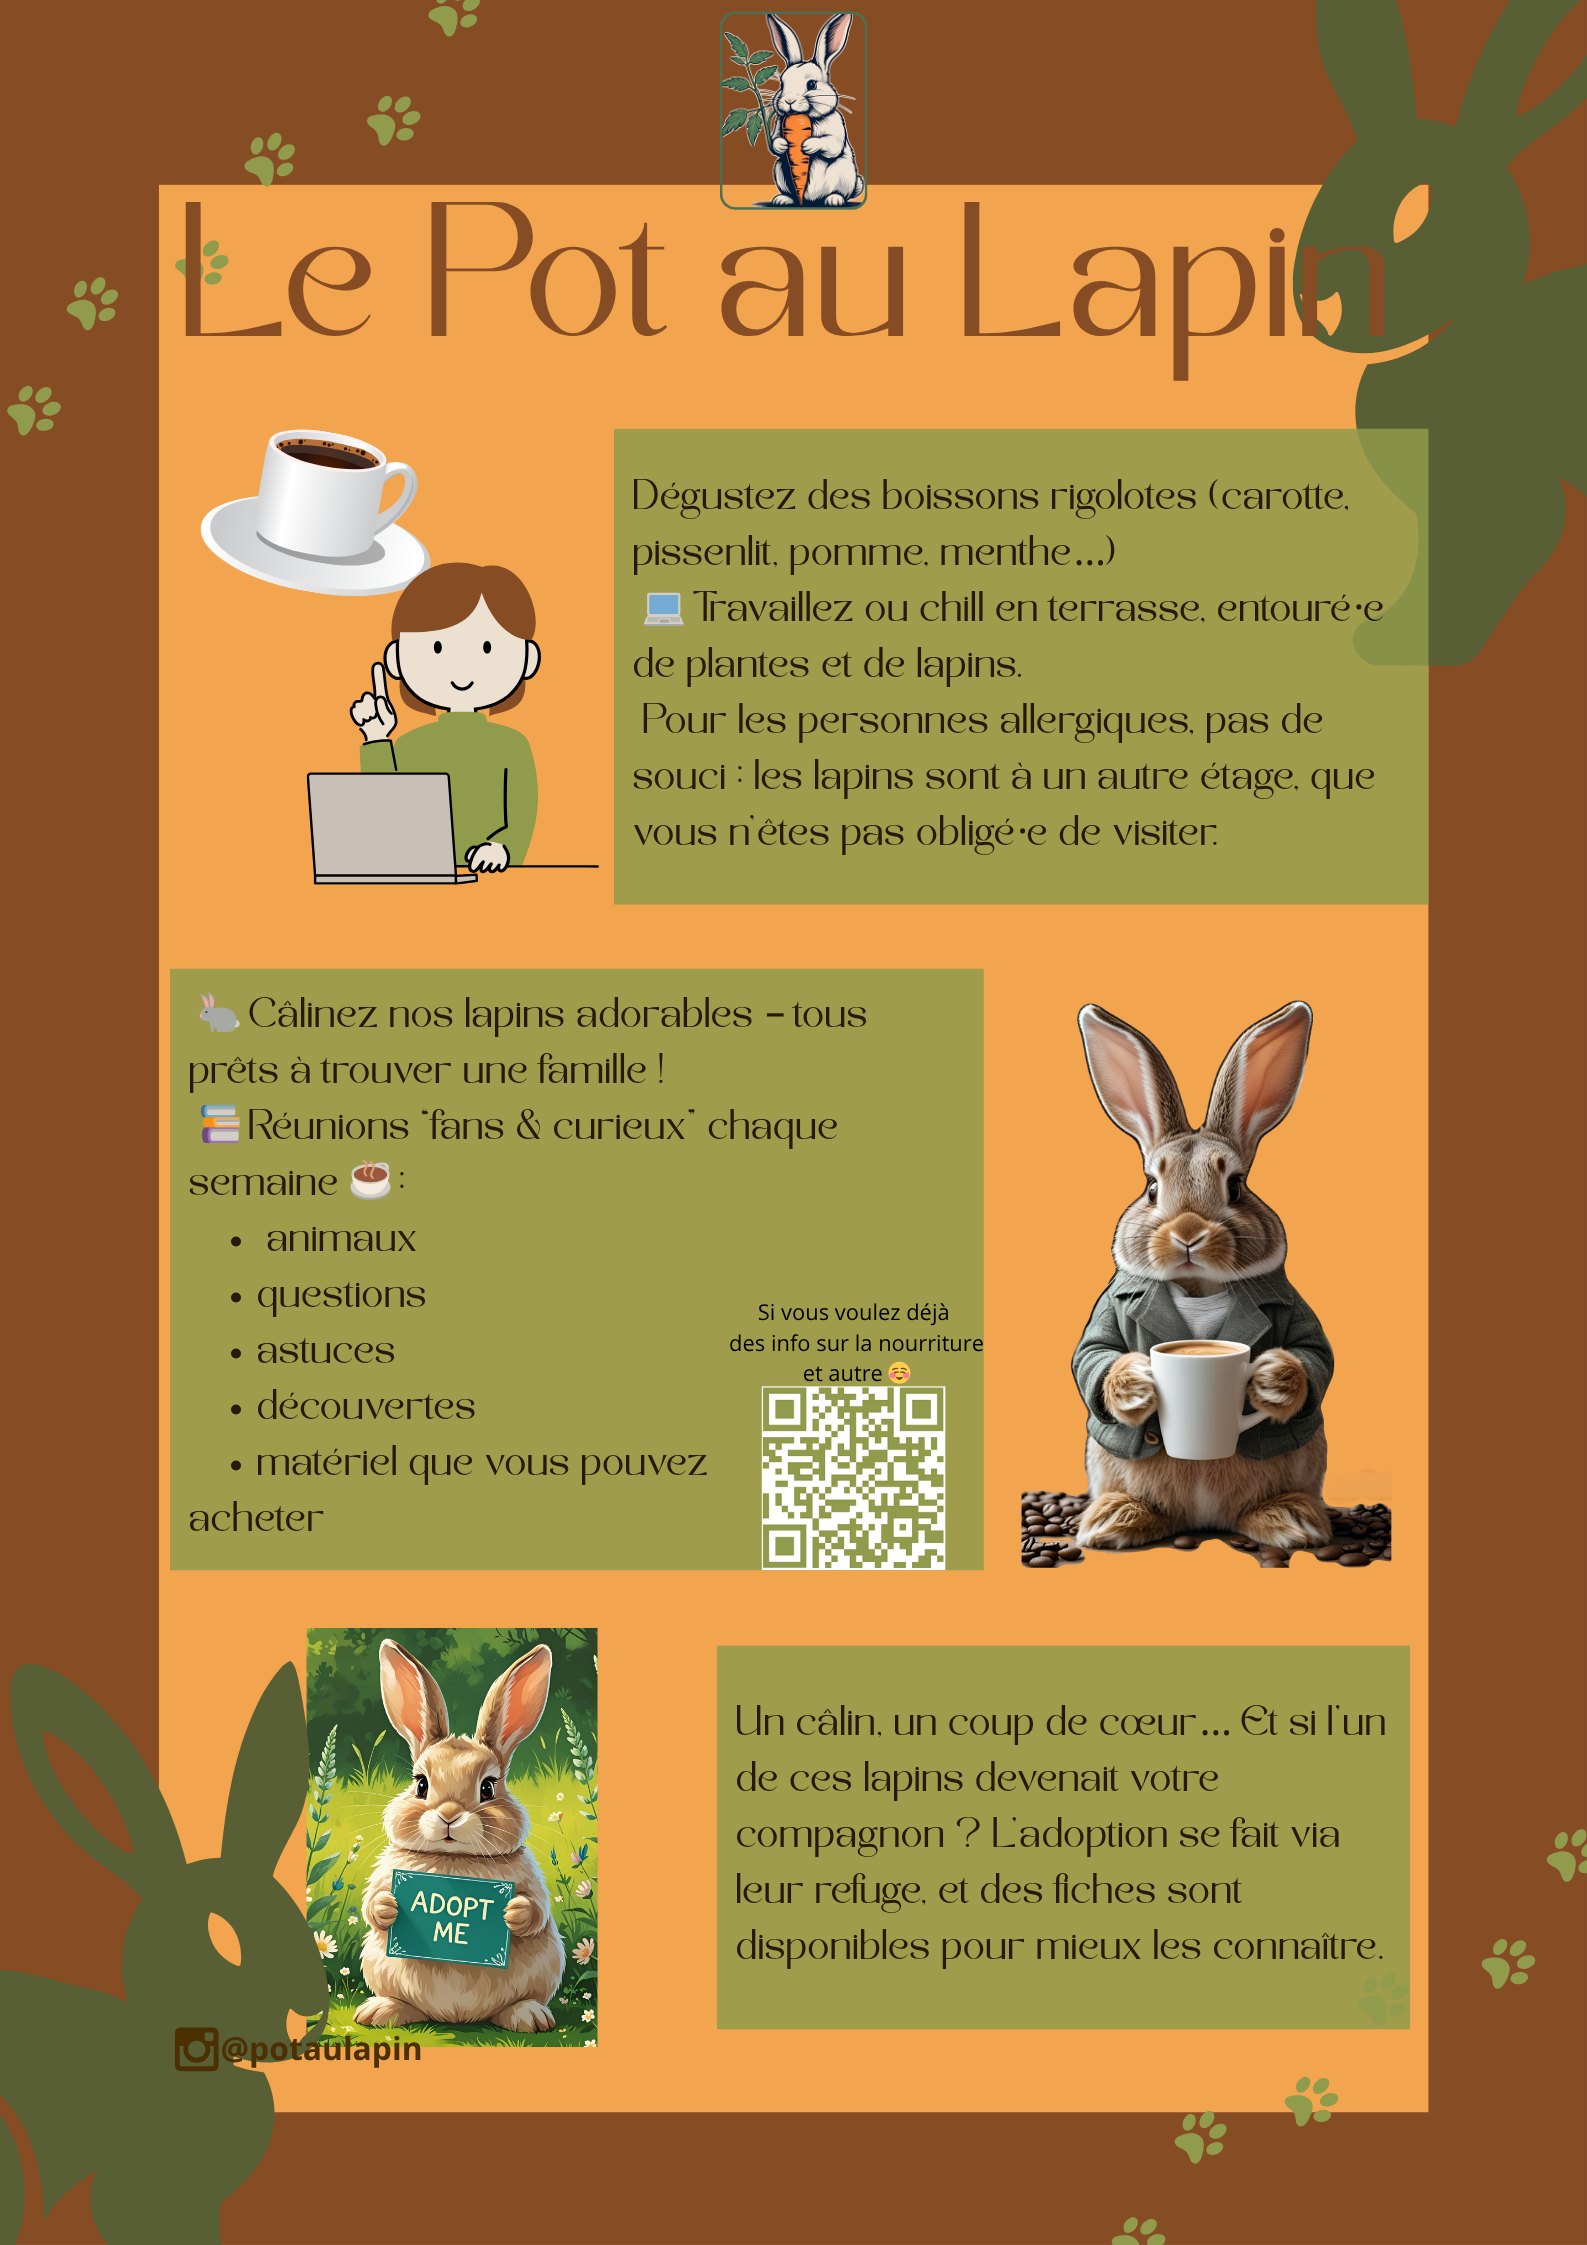 Le Pot au Lapin
Dégustez des boissons rigolotes (carotte,
pissenlit, pomme, menthe...)
💻 Travaillez ou chill en terrasse, entouré·e
de plantes et de lapins.
Pour les personnes allergiques, pas de
souci : les lapins sont à un autre étage, que
vous n'êtes pas obligé·e de visiter.
🐇 Câlinez nos lapins adorables – tous
prêts à trouver une famille !
📚 Réunions "fans & curieux" chaque
semaine ☕ :
• animaux
• questions
• astuces
• découvertes
• matériel que vous pouvez
acheter
Si vous voulez déjà
des info sur la nourriture
et autre ☺️
ADOPT
ME
Un câlin, un coup de cœur... Et si l'un
de ces lapins devenait votre
compagnon ? L'adoption se fait via
leur refuge, et des fiches sont
disponibles pour mieux les connaître.
@potaulapin